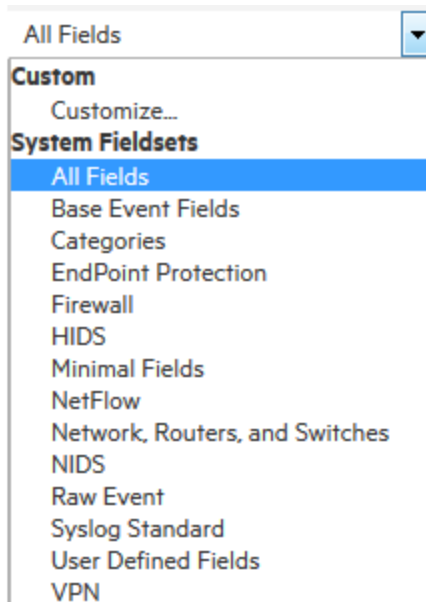 All Fields
Custom
Customize...
System Fieldsets
All Fields
Base Event Fields
Categories
EndPoint Protection
Firewall
HIDS
Minimal Fields
NetFlow
Network, Routers, and Switches
NIDS
Raw Event
Syslog Standard
User Defined Fields
VPN